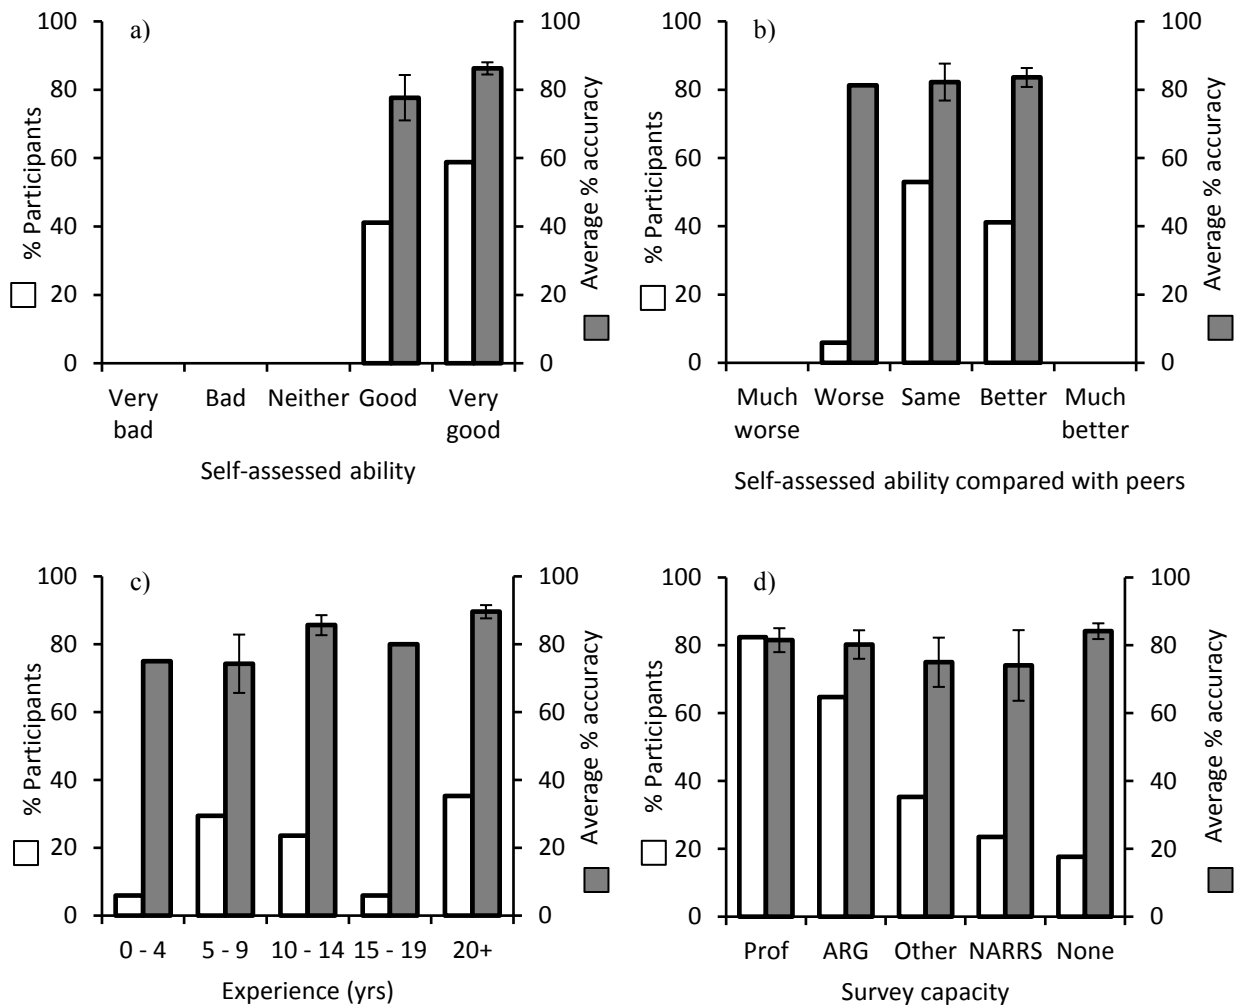 a)
% Participants
100
80
60
40
20
0
100
80
60
40
20
0
Average % accuracy
Very bad
Bad
Neither
Good
Very good
Self-assessed ability
b)
% Participants
100
80
60
40
20
0
100
80
60
40
20
0
Average % accuracy
Much worse
Worse
Same
Better
Much better
Self-assessed ability compared with peers
c)
% Participants
100
80
60
40
20
0
100
80
60
40
20
0
Average % accuracy
0 - 4
5 - 9
10 - 14
15 - 19
20+
Experience (yrs)
d)
% Participants
100
80
60
40
20
0
100
80
60
40
20
0
Average % accuracy
Prof
ARG
Other
NARRS
None
Survey capacity